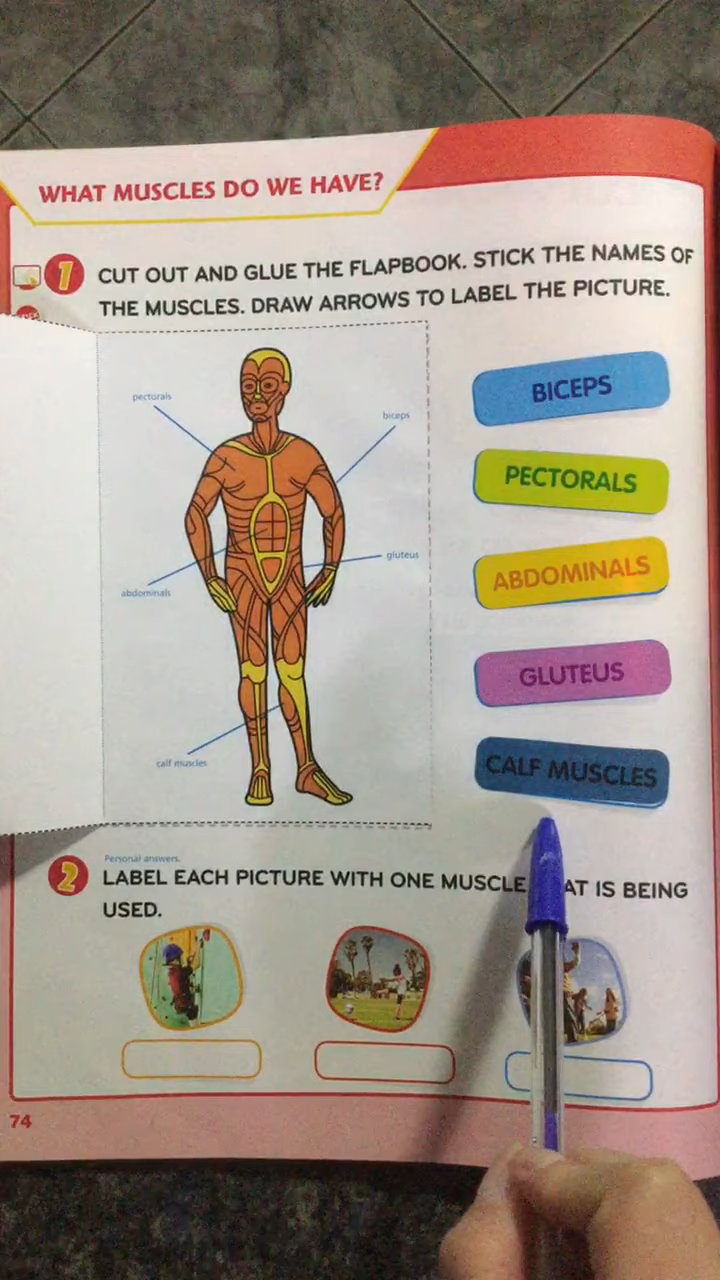 WHAT MUSCLES DO WE HAVE?
1 CUT OUT AND GLUE THE FLAPBOOK. STICK THE NAMES OF
THE MUSCLES. DRAW ARROWS TO LABEL THE PICTURE.
pectorals
biceps
gluteus
abdominals
calf muscles
BICEPS
PECTORALS
ABDOMINALS
GLUTEUS
CALF MUSCLES
Personal answers.
2 LABEL EACH PICTURE WITH ONE MUSCLE AT IS BEING
USED.
74